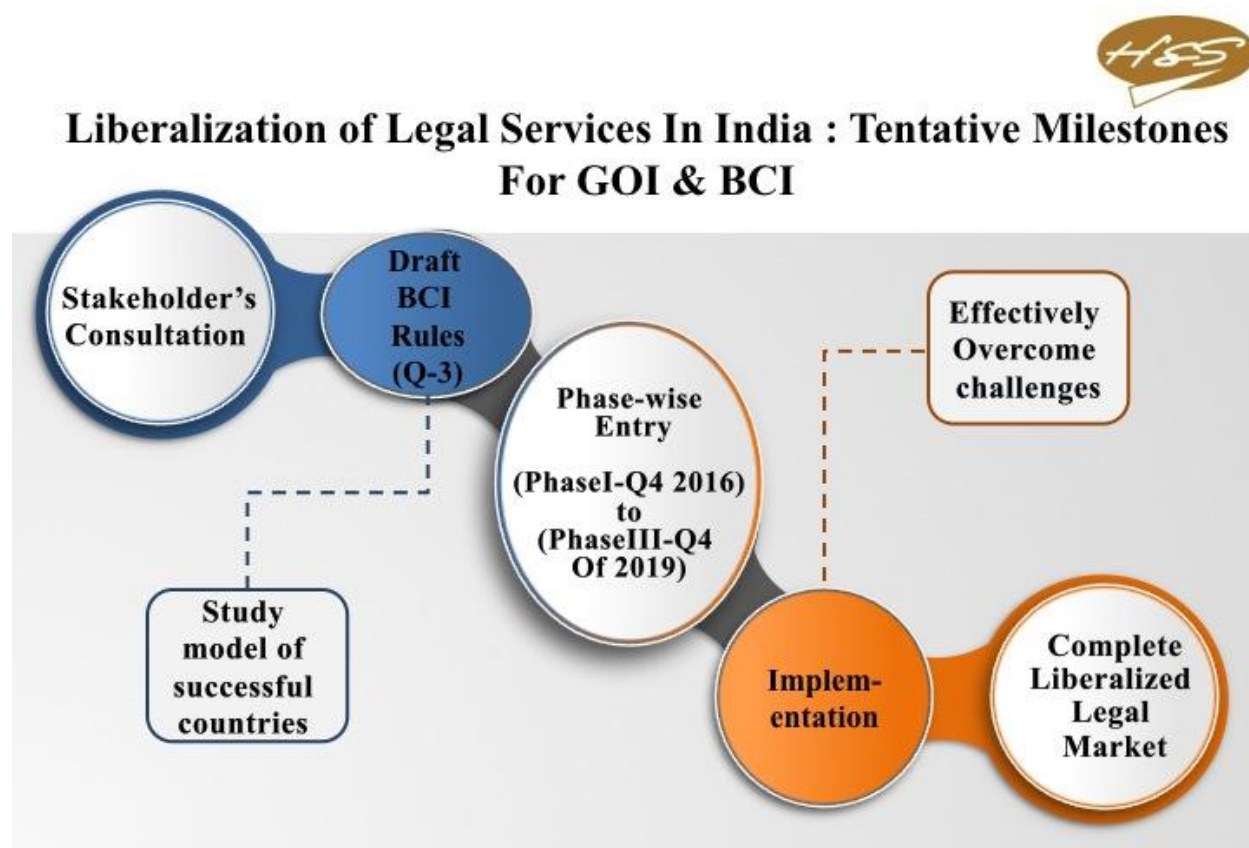 H&S
Liberalization of Legal Services In India : Tentative Milestones
For GOI & BCI
Stakeholder's
Consultation
Draft
BCI
Rules
(Q-3)
Phase-wise
Entry
(PhaseI-Q4 2016)
to
(PhaseIII-Q4
Of 2019)
Implem-
entation
Complete
Liberalized
Legal
Market
Study
model of
successful
countries
Effectively
Overcome
challenges